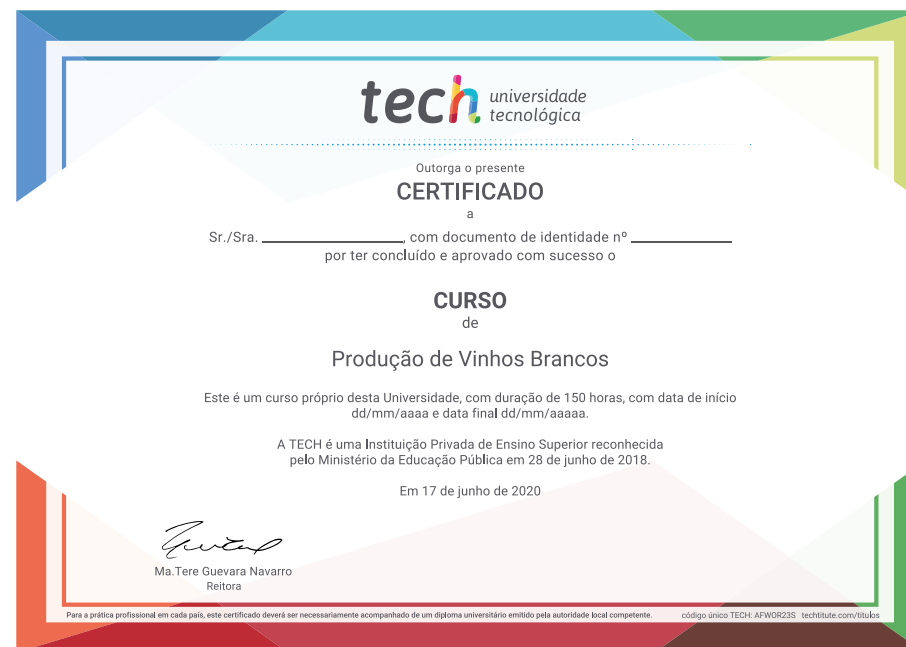 tech universidade
tecnológica
Outorga o presente
CERTIFICADO
a
Sr./Sra. ____________, com documento de identidade nº _________
por ter concluído e aprovado com sucesso o
CURSO
de
Produção de Vinhos Brancos
Este é um curso próprio desta Universidade, com duração de 150 horas, com data de início
dd/mm/aaaa e data final dd/mm/aaaaa.
A TECH é uma Instituição Privada de Ensino Superior reconhecida
pelo Ministério da Educação Pública em 28 de junho de 2018.
Em 17 de junho de 2020
Ma.Tere Guevara Navarro
Reitora
Para a prática profissional em cada país, este certificado deverá ser necessariamente acompanhado de um diploma universitário emitido pela autoridade local competente. código único TECH: AFWOR23S techtitute.com/títulos